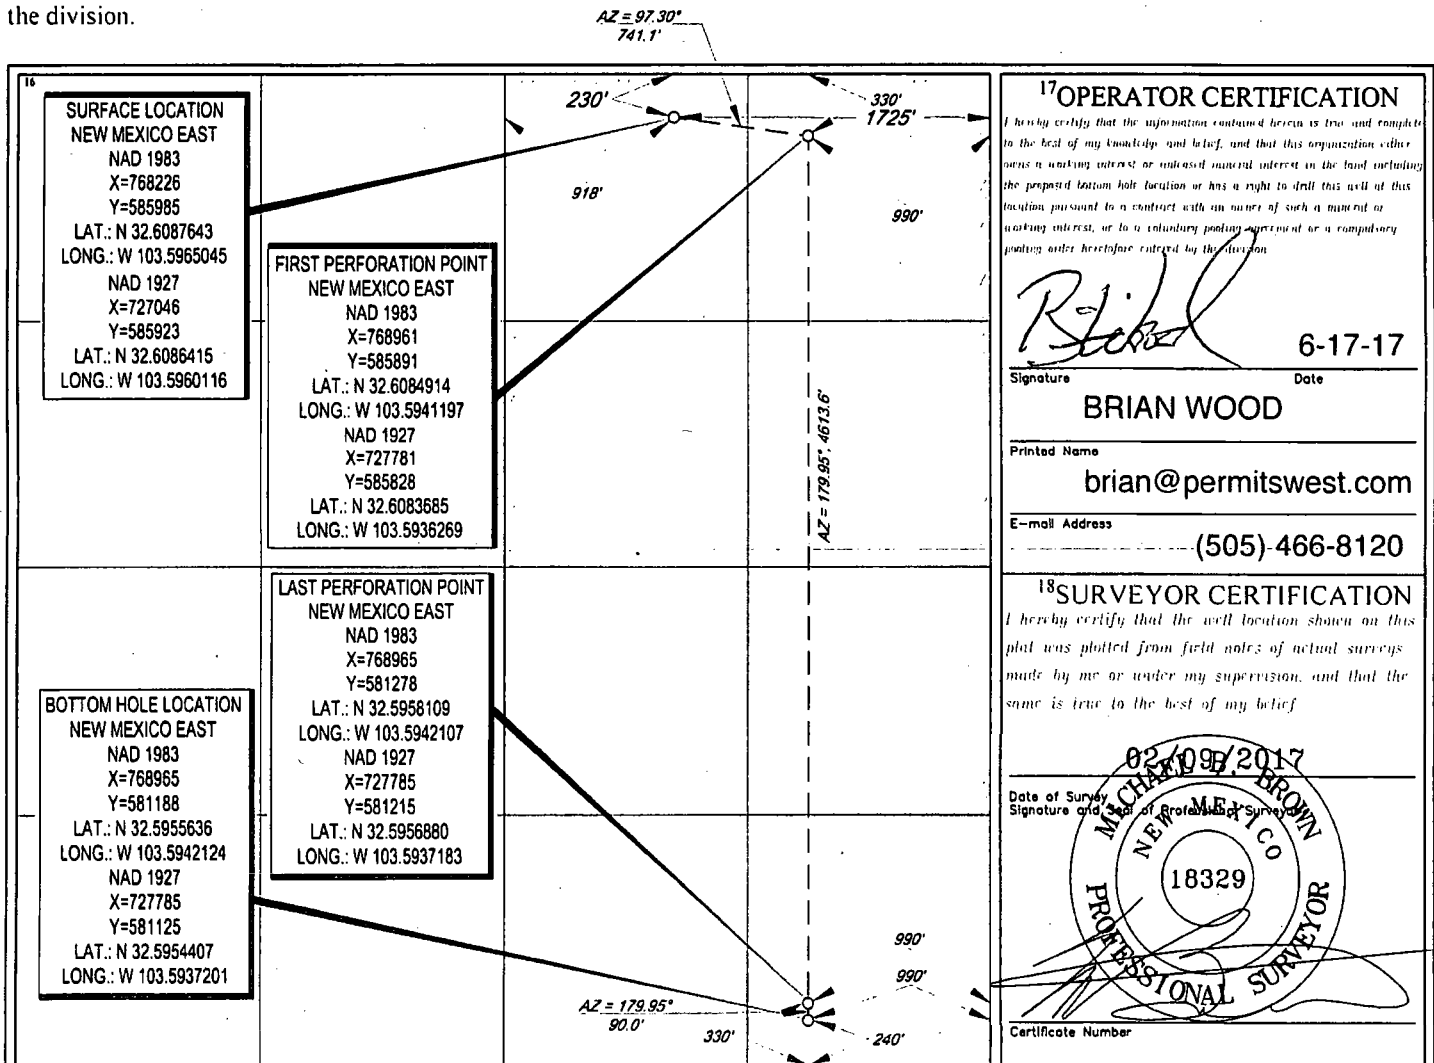 the division.
AZ = 97.30°
741.1'
16
230'
330'
1725'
918'
990'
SURFACE LOCATION
NEW MEXICO EAST
NAD 1983
X=768226
Y=585985
LAT.: N 32.6087643
LONG.: W 103.5965045
NAD 1927
X=727046
Y=585923
LAT.: N 32.6086415
LONG.: W 103.5960116
FIRST PERFORATION POINT
NEW MEXICO EAST
NAD 1983
X=768961
Y=585891
LAT.: N 32.6084914
LONG.: W 103.5941197
NAD 1927
X=727781
Y=585828
LAT.: N 32.6083685
LONG.: W 103.5936269
AZ = 179.95°, 4613.6'
LAST PERFORATION POINT
NEW MEXICO EAST
NAD 1983
X=768965
Y=581278
LAT.: N 32.5958109
LONG.: W 103.5942107
NAD 1927
X=727785
Y=581215
LAT.: N 32.5956880
LONG.: W 103.5937183
BOTTOM HOLE LOCATION
NEW MEXICO EAST
NAD 1983
X=768965
Y=581188
LAT.: N 32.5955636
LONG.: W 103.5942124
NAD 1927
X=727785
Y=581125
LAT.: N 32.5954407
LONG.: W 103.5937201
990'
990'
AZ = 179.95°
90.0'
330'
240'
17 OPERATOR CERTIFICATION
I hereby certify that the information contained herein is true and complete
to the best of my knowledge and belief, and that this organization either
owns a working interest or unleased mineral interest in the land including
the proposed bottom hole location or has a right to drill this well at this
location pursuant to a contract with an owner of such a mineral or
working interest, or to a voluntary pooling agreement or a compulsory
pooling order heretofore entered by the division
6-17-17
Signature Date
BRIAN WOOD
Printed Name
brian@permitswest.com
E-mail Address
(505) 466-8120
18 SURVEYOR CERTIFICATION
I hereby certify that the well location shown on this
plat was plotted from field notes of actual surveys
made by me or under my supervision, and that the
same is true to the best of my belief
02/09/2017
Date of Survey
Signature and Seal of Professional Surveyor
MICHAEL B. BROWN
NEW MEXICO
18329
PROFESSIONAL SURVEYOR
Certificate Number